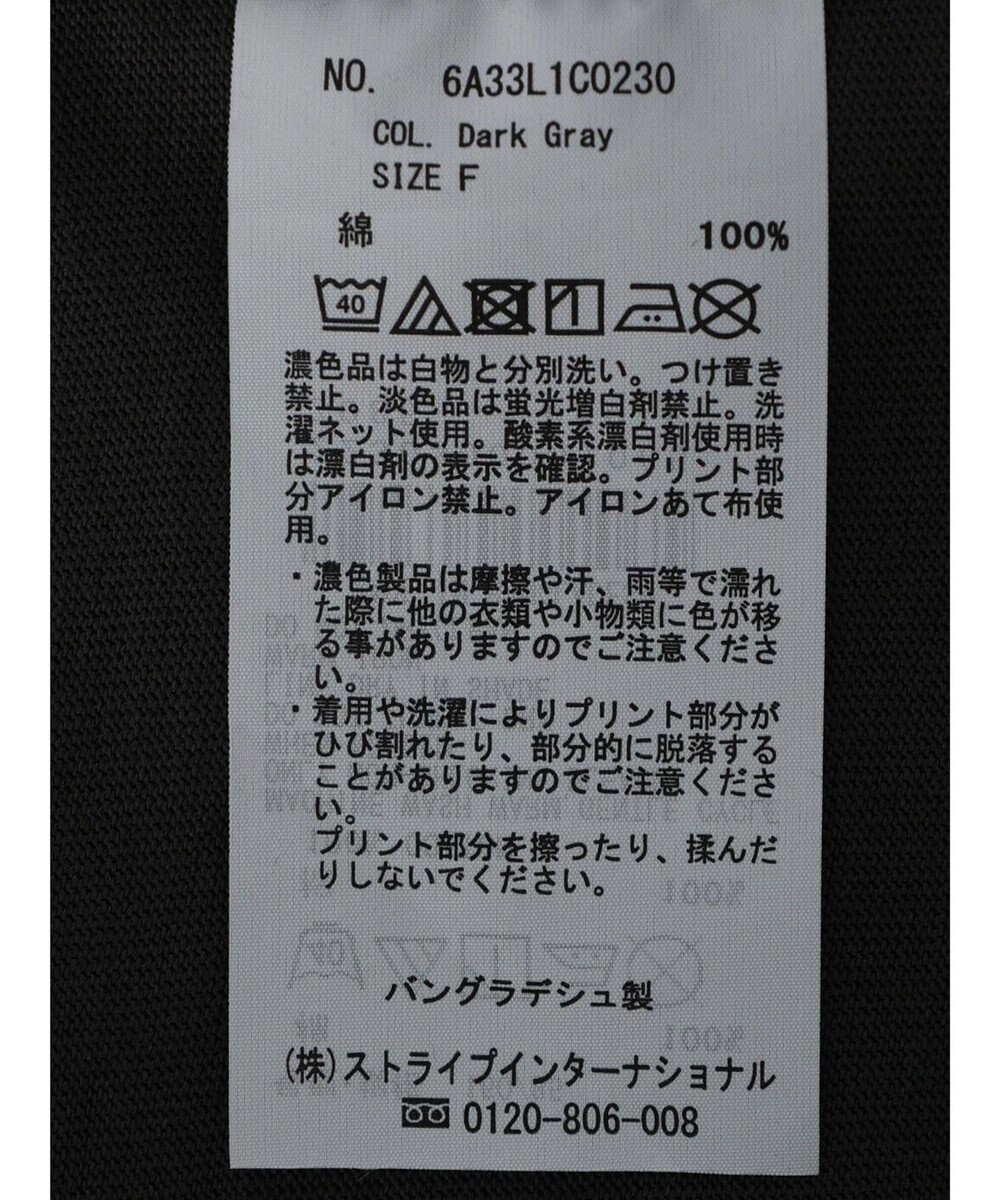 NO. 6A33L1C0230
COL. Dark Gray
SIZE F
綿 100%
40
濃色品は白物と分別洗い。つけ置き
禁止。淡色品は蛍光増白剤禁止。洗
濯ネット使用。酸素系漂白剤使用時
は漂白剤の表示を確認。プリント部
分アイロン禁止。アイロンあて布使
用。
・濃色製品は摩擦や汗、雨等で濡れ
た際に他の衣類や小物類に色が移
る事がありますのでご注意くださ
い。
・着用や洗濯によりプリント部分が
ひび割れたり、部分的に脱落する
ことがありますのでご注意くださ
い。
プリント部分を擦ったり、揉んだ
りしないでください。
バングラデシュ製
(株)ストライプインターナショナル
0120-806-008